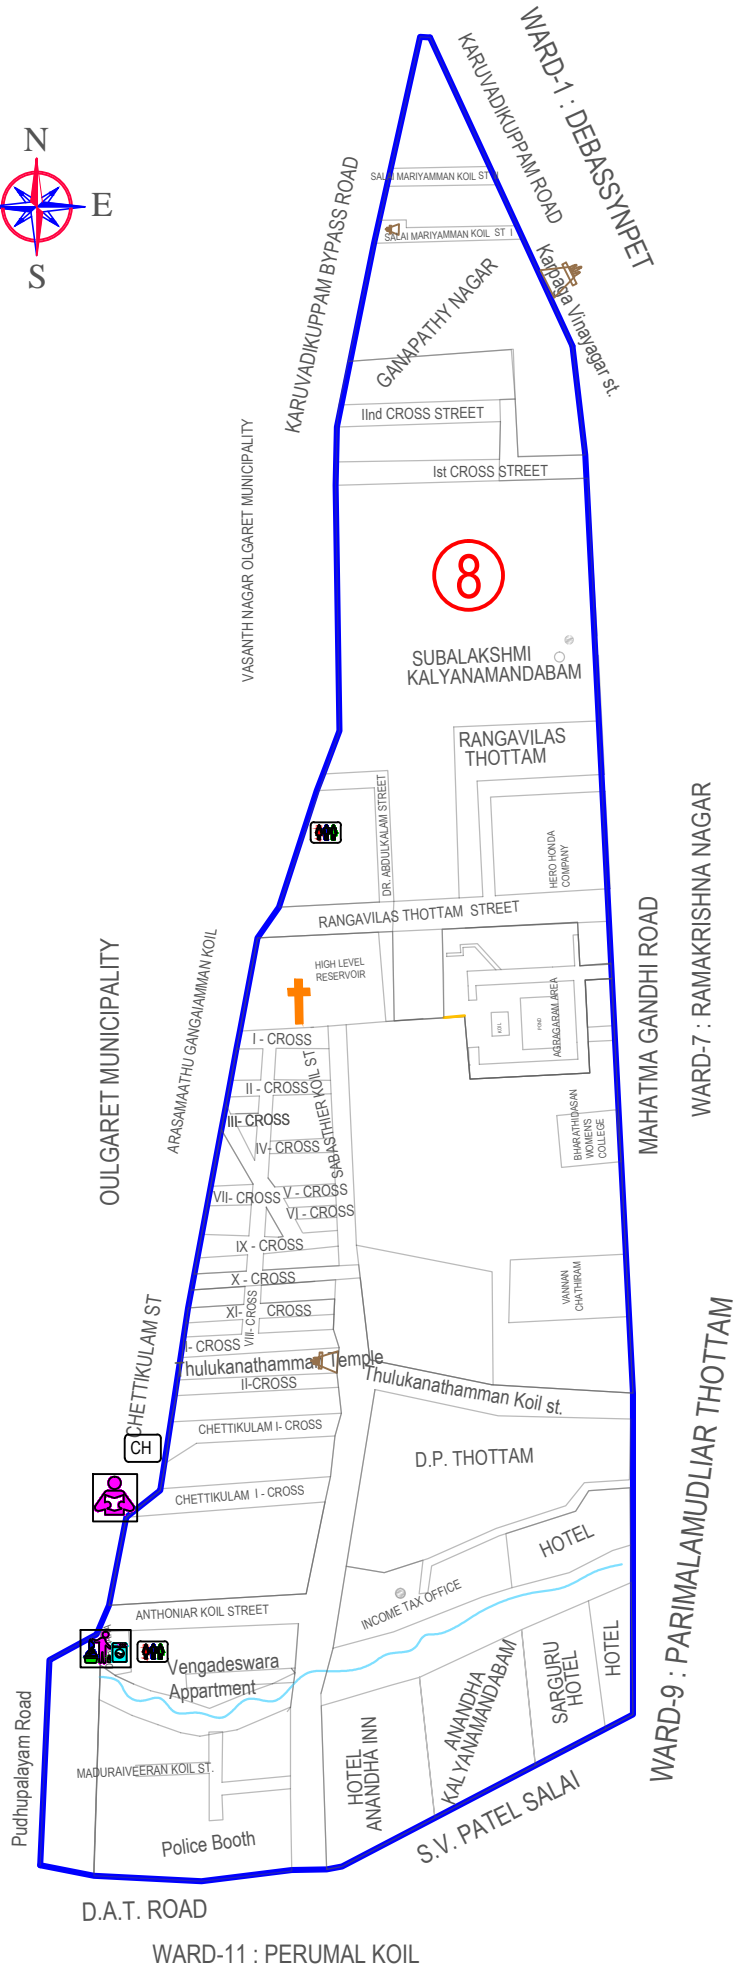 WARD-1 : DEBASSYNPET
KARUVADIKUPPAM ROAD
N
E
S
KARUVADIKUPPAM BYPASS ROAD
SALAI MARIYAMMAN KOIL ST II
SALAI MARIYAMMAN KOIL ST I
Karpaga Vinayagar st.
GANAPATHY NAGAR
IInd CROSS STREET
Ist CROSS STREET
VASANTH NAGAR OLGARET MUNICIPALITY
8
SUBALAKSHMI
KALYANAMANDABAM
RANGAVILAS
THOTTAM
DR. ABDULKALAM STREET
HERO HONDA
COMPANY
RANGAVILAS THOTTAM STREET
MAHATMA GANDHI ROAD
WARD-7 : RAMAKRISHNA NAGAR
OULGARET MUNICIPALITY
ARASAMAATHU GANGAIAMMAN KOIL
HIGH LEVEL
RESERVOIR
KOIL
POND
AGRAGARAM AREA
SABASTHIER KOIL ST.
I - CROSS
II - CROSS
III- CROSS
IV- CROSS
V - CROSS
VII- CROSS
VI - CROSS
IX - CROSS
X - CROSS
XI- CROSS
VIII- CROSS
I- CROSS
BHARATHIDASAN
WOMEN'S
COLLEGE
VANNAN
CHATHIRAM
Thulukanathamman Temple
II-CROSS
Thulukanathamman Koil st.
CHETTIKULAM ST
CH
CHETTIKULAM I- CROSS
CHETTIKULAM I - CROSS
D.P. THOTTAM
HOTEL
INCOME TAX OFFICE
ANTHONIAR KOIL STREET
Vengadeswara
Appartment
Pudhupalayam Road
MADURAIVEERAN KOIL ST.
Police Booth
HOTEL
ANANDHA INN
ANANDHA
KALYANAMANDABAM
SARGURU
HOTEL
HOTEL
WARD-9 : PARIMALAMUDLIAR THOTTAM
S.V. PATEL SALAI
D.A.T. ROAD
WARD-11 : PERUMAL KOIL